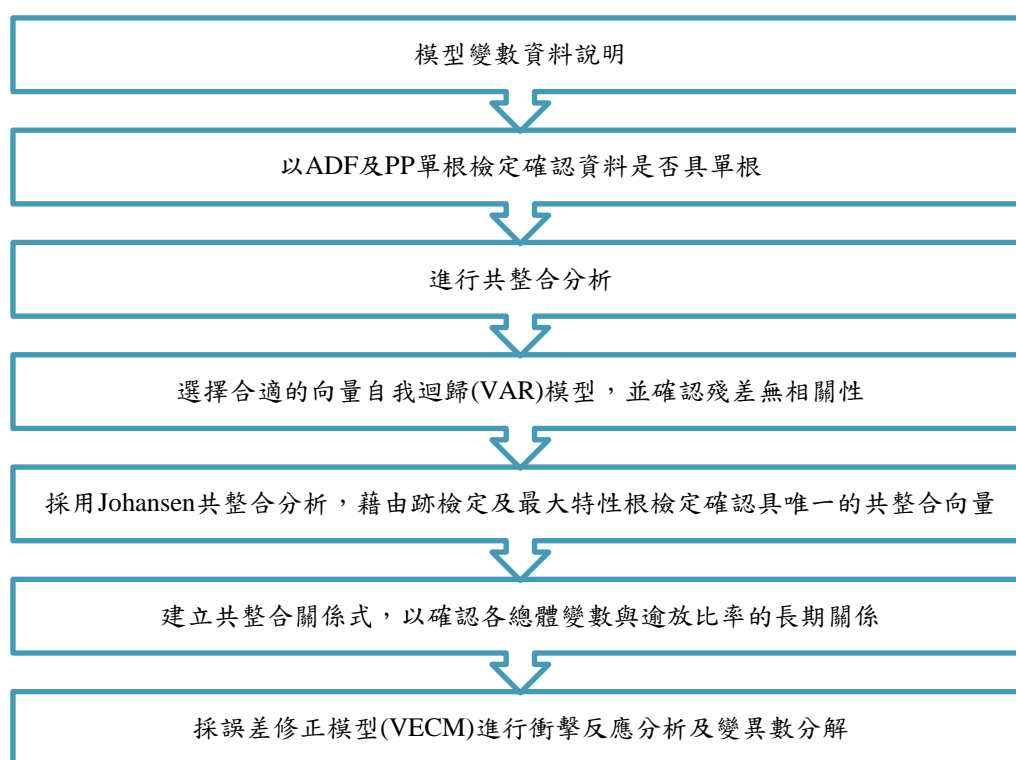 模型變數資料說明
以ADF及PP單根檢定確認資料是否具單根
進行共整合分析
選擇合適的向量自我迴歸(VAR)模型，並確認殘差無相關性
採用Johansen共整合分析，藉由跡檢定及最大特性根檢定確認具唯一的共整合向量
建立共整合關係式，以確認各總體變數與逾放比率的長期關係
採誤差修正模型(VECM)進行衝擊反應分析及變異數分解